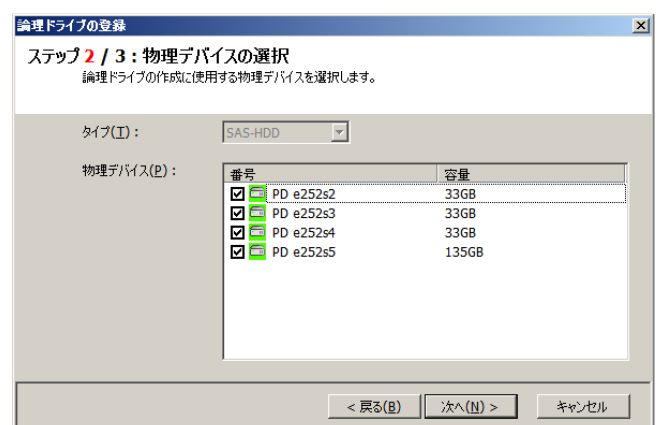 論理ドライブの登録
ステップ 2 / 3：物理デバイスの選択
論理ドライブの作成に使用する物理デバイスを選択します。
タイプ(T)： SAS-HDD
物理デバイス(P)： 番号 容量
PD e252s2 33GB
PD e252s3 33GB
PD e252s4 33GB
PD e252s5 135GB
< 戻る(B) 次へ(N) > キャンセル